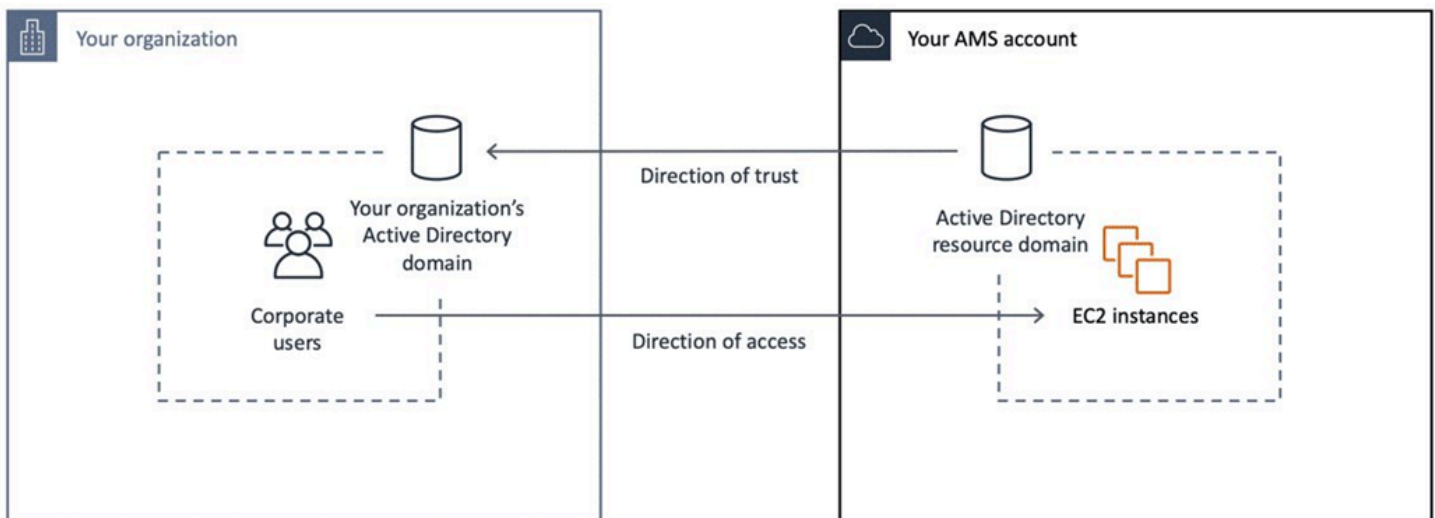 Your organization
Your AMS account
Direction of trust
Your organization’s
Active Directory
domain
Active Directory
resource domain
Corporate
users
Direction of access
EC2 instances